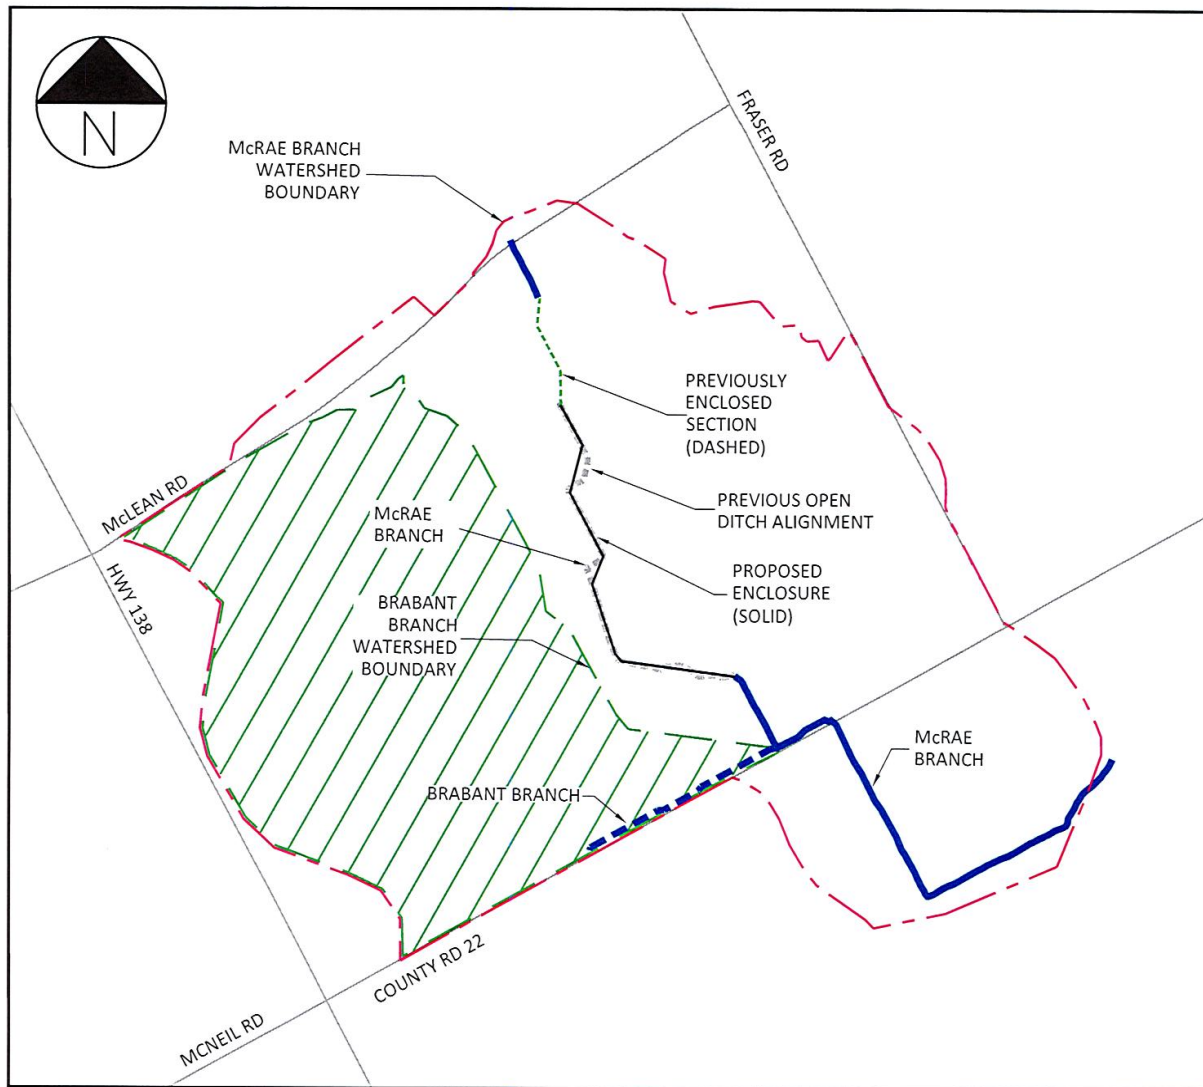 N
McRAE BRANCH
WATERSHED
BOUNDARY
FRASER RD
PREVIOUSLY
ENCLOSED
SECTION
(DASHED)
PREVIOUS OPEN
DITCH ALIGNMENT
McLEAN RD
McRAE
BRANCH
PROPOSED
ENCLOSURE
(SOLID)
HWY 138
BRABANT
BRANCH
WATERSHED
BOUNDARY
McRAE
BRANCH
BRABANT BRANCH
COUNTY RD 22
MCNEIL RD